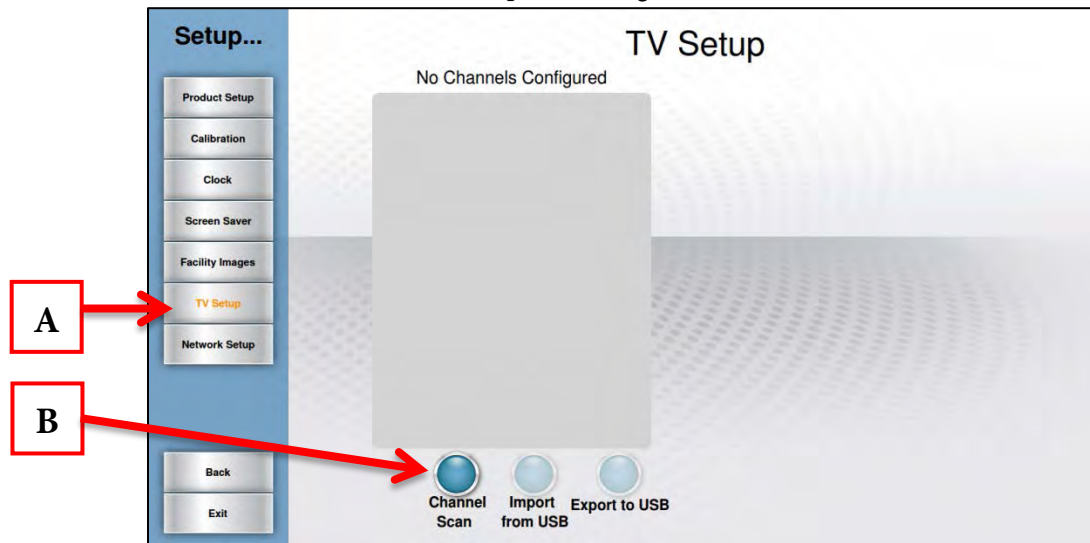 Setup...
TV Setup
No Channels Configured
Product Setup
Calibration
Clock
Screen Saver
Facility Images
TV Setup
Network Setup
A
B
Back
Exit
Channel
Scan
Import
from USB
Export to USB